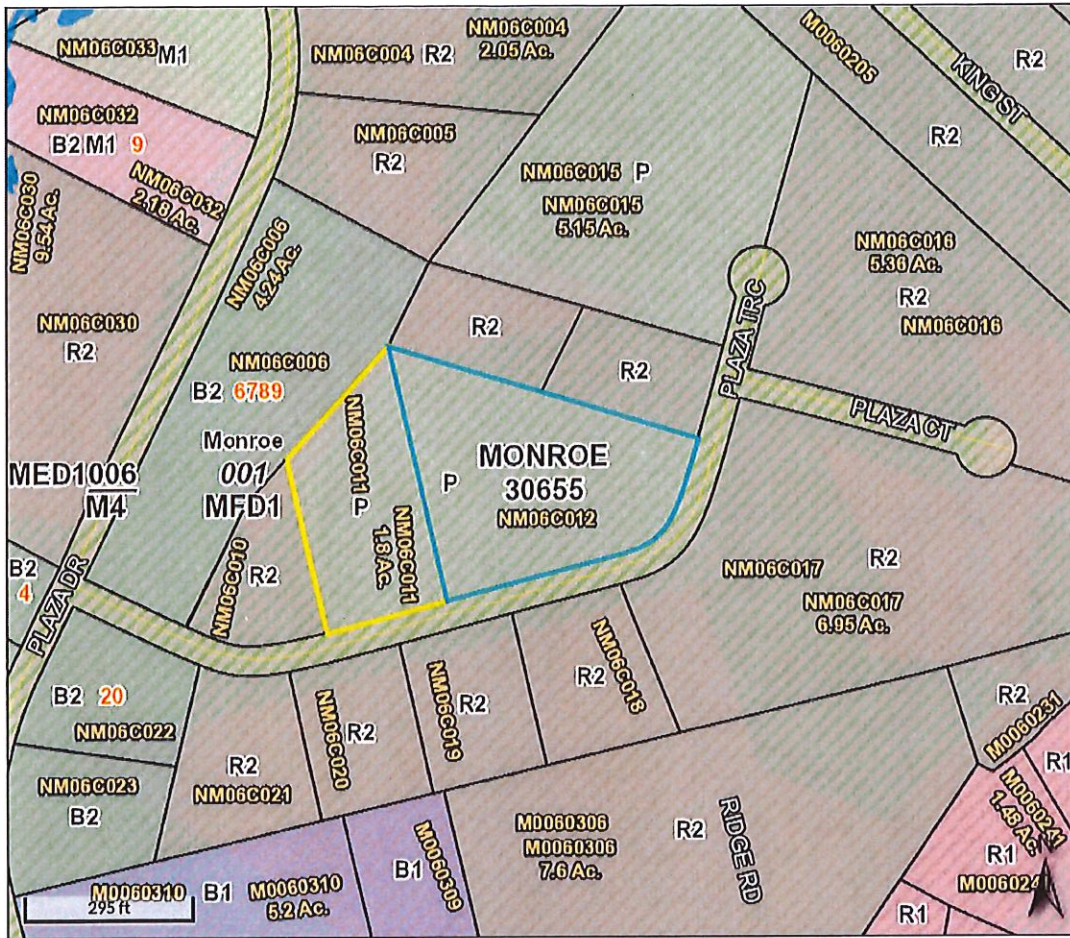 NM06C033 M1
NM06C004 R2
NM06C004
2.05 Ac.
M0060205
KING ST
R2
NM06C032
B2 M1 9
NM06C032
2.18 Ac.
NM06C005
R2
R2
NM06C015 P
NM06C015
5.15 Ac.
NM06C030
9.54 Ac.
NM06C006
4.24 Ac.
NM06C016
5.36 Ac.
R2
NM06C016
NM06C030
R2
NM06C006
B2 6789
R2
R2
PLAZA TRC
PLAZA CT
Monroe
001
MFD1
MED1006
M4
NM06C011
P
NM06C011
1.8 AC.
P
MONROE
30655
NM06C012
B2
4
PLAZA DR
NM06C010
R2
NM06C017
R2
NM06C017
6.95 Ac.
B2 20
NM06C022
NM06C020
R2
NM06C019
R2
R2
NM06C018
R2
M0060231
NM06C023
B2
R2
NM06C021
R1
M0060241
1.46 Ac.
M0060306
M0060306
7.6 Ac.
R2
RIDGE RD
R1
M006024
M0060310
B1
M0060310
5.2 Ac.
B1
M0060309
R1
295 ft